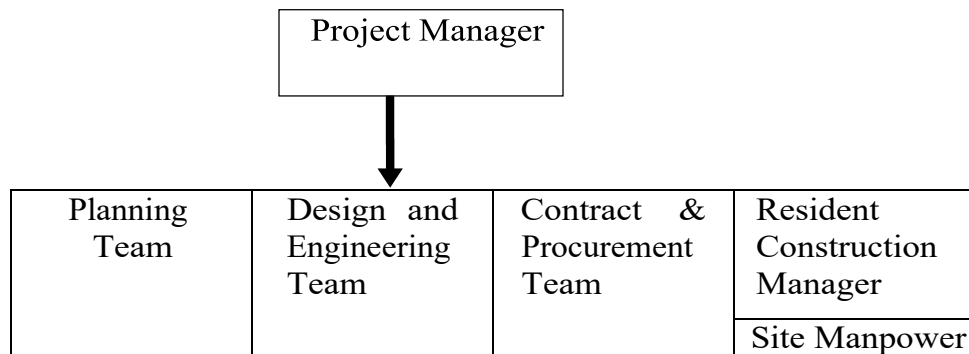 Project Manager
Planning
Team
Design and
Engineering
Team
Contract &
Procurement
Team
Resident
Construction
Manager
Site Manpower